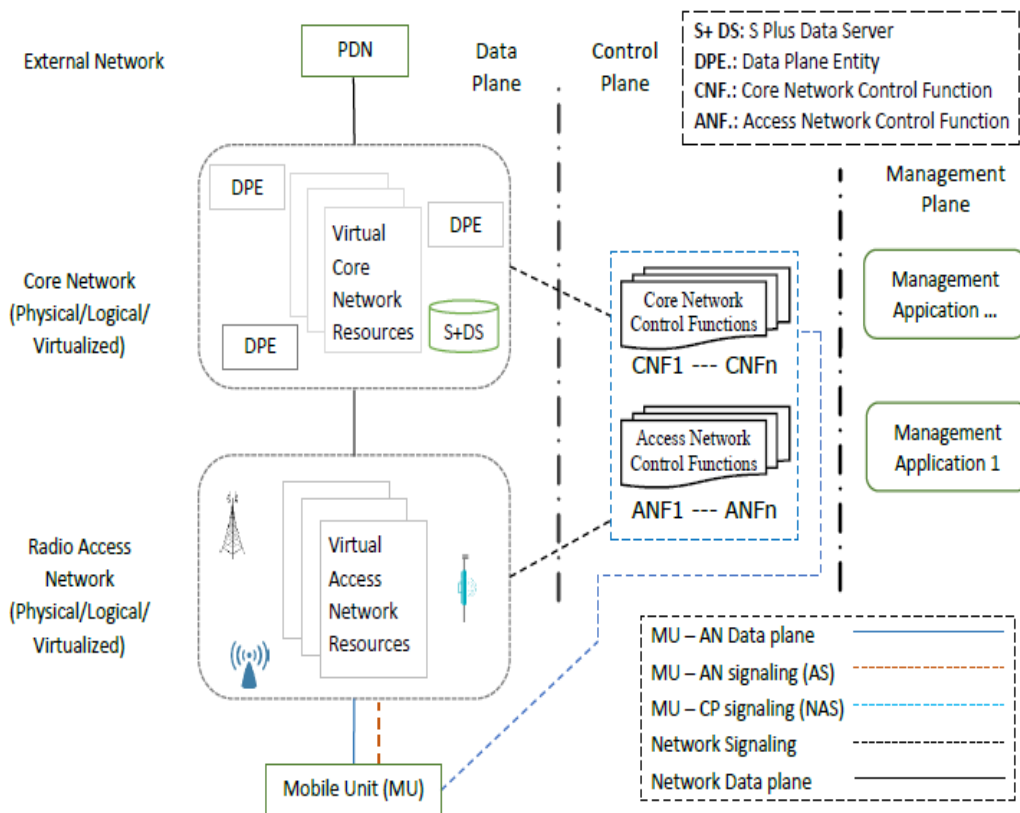 External Network
PDN
Data
Plane
Control
Plane
S+ DS: S Plus Data Server
DPE.: Data Plane Entity
CNF.: Core Network Control Function
ANF.: Access Network Control Function
Management
Plane
Core Network
(Physical/Logical/
Virtualized)
DPE
DPE
DPE
Virtual
Core
Network
Resources
S+DS
Core Network
Control Functions
CNF1 --- CNFn
Access Network
Control Functions
ANF1 --- ANFn
Management
Appication ...
Management
Application 1
Radio Access
Network
(Physical/Logical/
Virtualized)
Virtual
Access
Network
Resources
Mobile Unit (MU)
MU – AN Data plane
MU – AN signaling (AS)
MU – CP signaling (NAS)
Network Signaling
Network Data plane